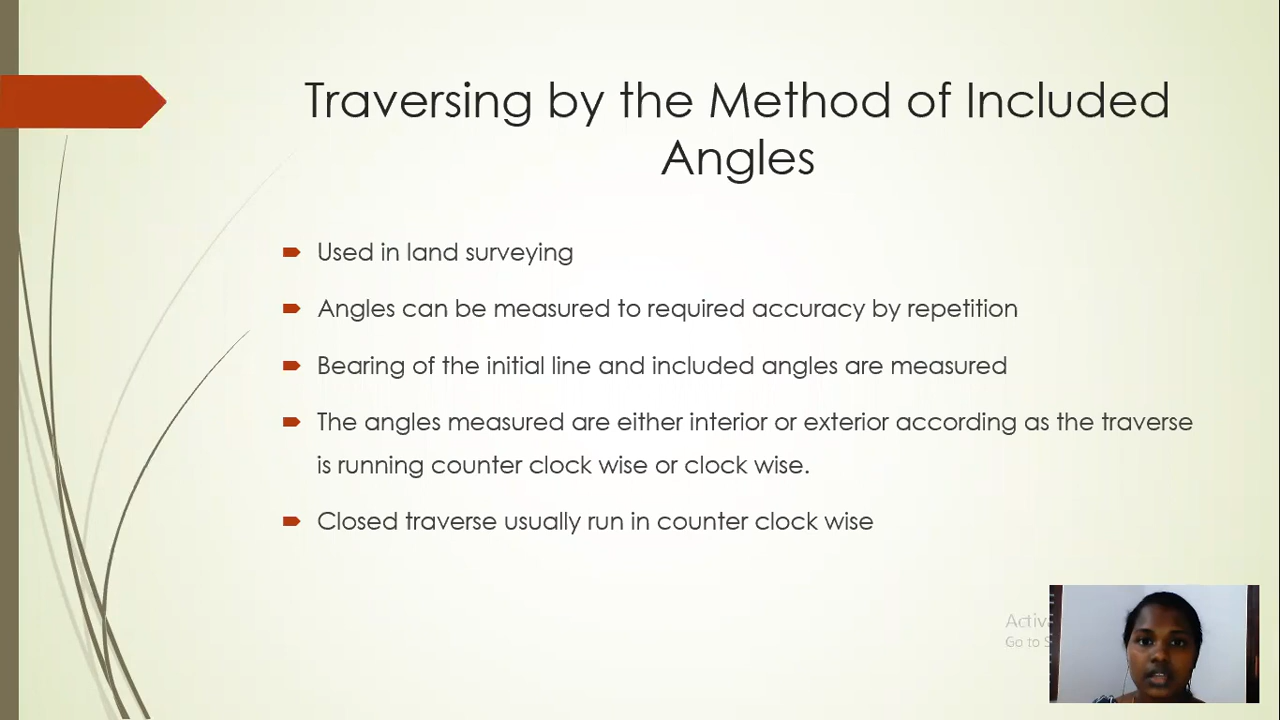 Traversing by the Method of Included
Angles
Used in land surveying
Angles can be measured to required accuracy by repetition
Bearing of the initial line and included angles are measured
The angles measured are either interior or exterior according as the traverse
is running counter clock wise or clock wise.
Closed traverse usually run in counter clock wise
Go to